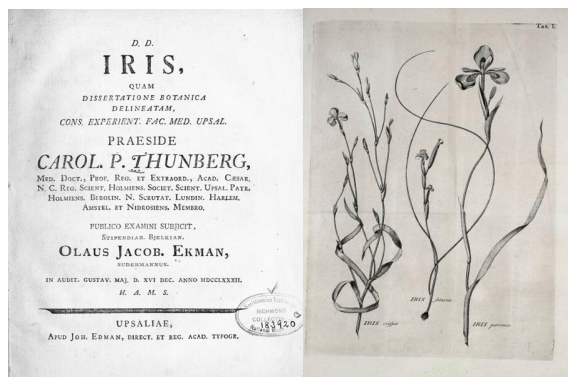 D. D.
IRIS,
QUAM
DISSERTATIONE BOTANICA
DELINEATAM,
CONS. EXPERIENT. FAC. MED. UPSAL.
PRAESIDE
CAROL. P. THUNBERG,
MED. DOCT., PROF. REG. ET EXTRAORD., ACAD. CÆSAR.
N. C. REG. SCIENT. HOLMIENS. SOCIET. SCIENT. UPSAL. PATR.
HOLMIENS. BEROLIN. N. SCRUTAT. LUNDIN. HARLEM.
AMSTEL. ET NIDROSIENS. MEMBRO,
PUBLICO EXAMINI SUBJICIT,
STIPENDIAR. BJELKEAN.
OLAUS JACOB. EKMAN,
SUDERMANNUS.
IN AUDIT. GUSTAV. MAJ. D. XVI DEC. ANNO MDCCLXXXII.
H. A. M. S.
RICHMOND
COLLECTION
183920
UPSALIAE,
APUD JOH. EDMAN, DIRECT. ET REG. ACAD. TYPOGR.
TAB. I.
IRIS
IRIS crispa
IRIS